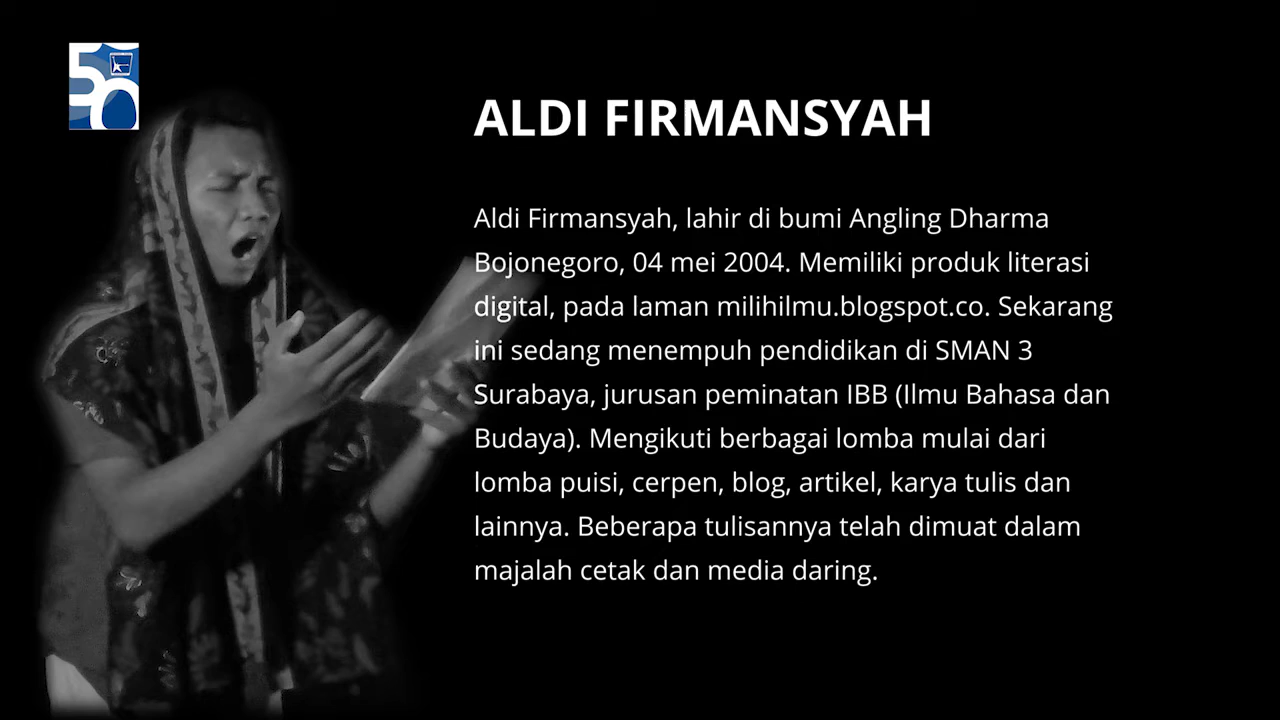 50
ALDI FIRMANSYAH
Aldi Firmansyah, lahir di bumi Angling Dharma
Bojonegoro, 04 mei 2004. Memiliki produk literasi
digital, pada laman milihilmu.blogspot.co. Sekarang
ini sedang menempuh pendidikan di SMAN 3
Surabaya, jurusan peminatan IBB (Ilmu Bahasa dan
Budaya). Mengikuti berbagai lomba mulai dari
lomba puisi, cerpen, blog, artikel, karya tulis dan
lainnya. Beberapa tulisannya telah dimuat dalam
majalah cetak dan media daring.